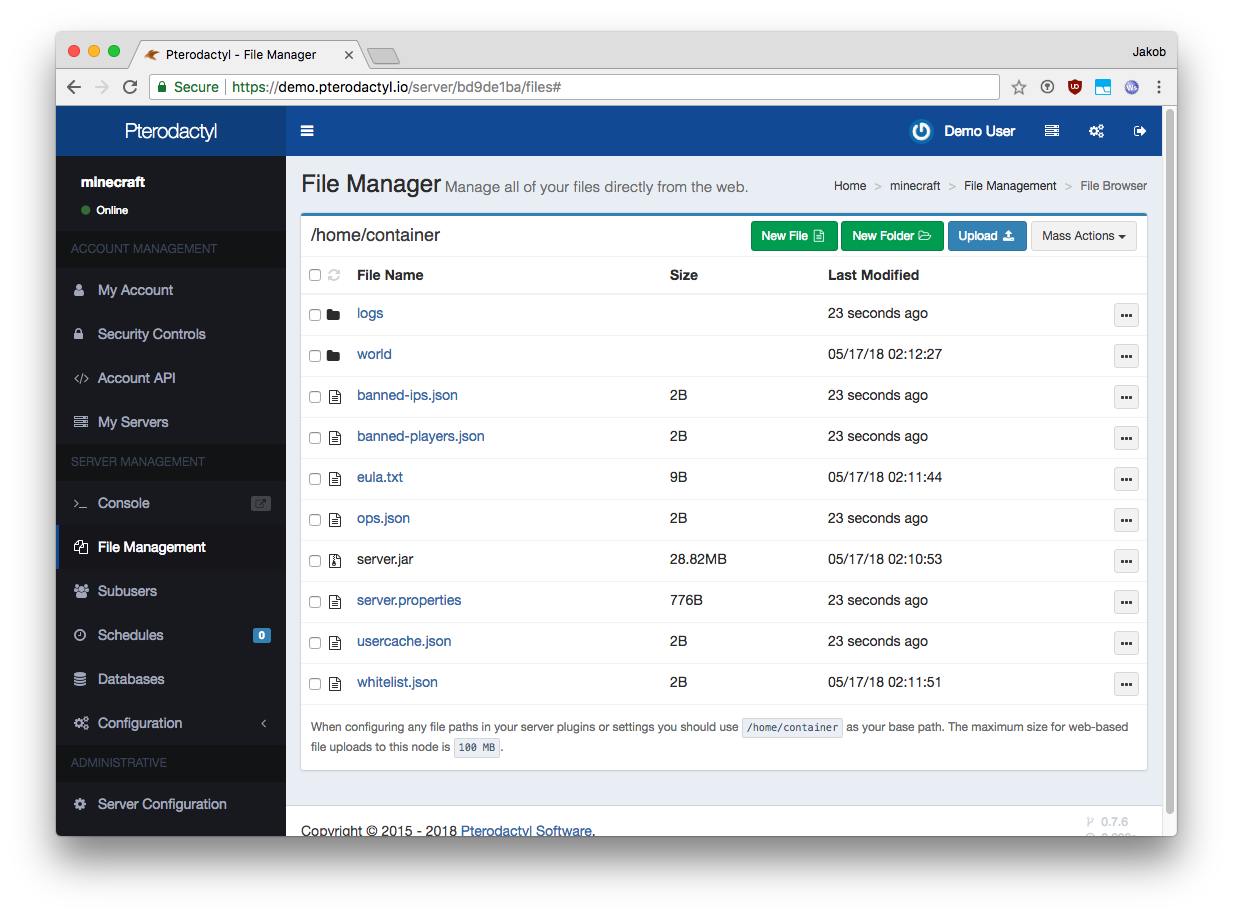 Pterodactyl - File Manager
Jakob
Secure https://demo.pterodactyl.io/server/bd9de1ba/files#
Pterodactyl
Demo User
minecraft
Online
ACCOUNT MANAGEMENT
My Account
Security Controls
Account API
My Servers
SERVER MANAGEMENT
Console
File Management
Subusers
Schedules 0
Databases
Configuration
ADMINISTRATIVE
Server Configuration
File Manager Manage all of your files directly from the web.
Home > minecraft > File Management > File Browser
/home/container
New File New Folder Upload Mass Actions
File Name Size Last Modified
logs 23 seconds ago
world 05/17/18 02:12:27
banned-ips.json 2B 23 seconds ago
banned-players.json 2B 23 seconds ago
eula.txt 9B 05/17/18 02:11:44
ops.json 2B 23 seconds ago
server.jar 28.82MB 05/17/18 02:10:53
server.properties 776B 23 seconds ago
usercache.json 2B 23 seconds ago
whitelist.json 2B 05/17/18 02:11:51
When configuring any file paths in your server plugins or settings you should use /home/container as your base path. The maximum size for web-based
file uploads to this node is 100 MB.
Copyright © 2015 - 2018 Pterodactyl Software.
0.7.6